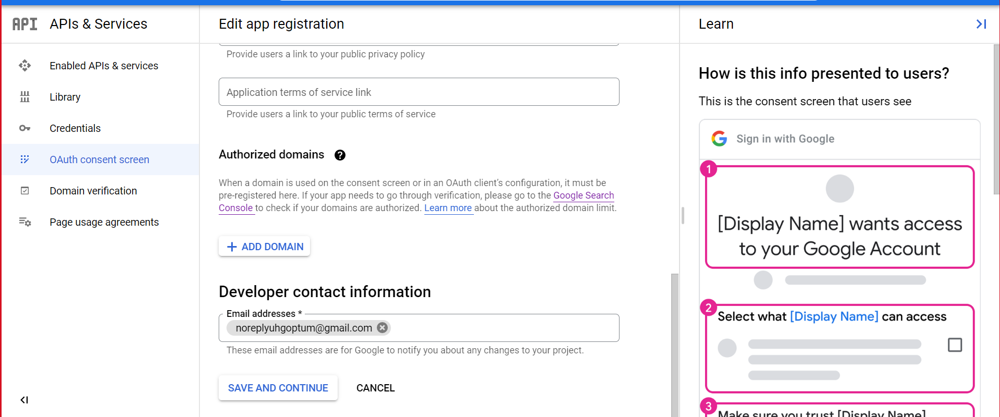 API APIs & Services
Enabled APIs & services
Library
Credentials
OAuth consent screen
Domain verification
Page usage agreements
Edit app registration
Provide users a link to your public privacy policy
Application terms of service link
Provide users a link to your public terms of service
Authorized domains ?
When a domain is used on the consent screen or in an OAuth client's configuration, it must be
pre-registered here. If your app needs to go through verification, please go to the Google Search
Console to check if your domains are authorized. Learn more about the authorized domain limit.
+ ADD DOMAIN
Developer contact information
Email addresses *
noreplyuhgoptum@gmail.com
These email addresses are for Google to notify you about any changes to your project.
SAVE AND CONTINUE CANCEL
Learn
How is this info presented to users?
This is the consent screen that users see
G Sign in with Google
1
[Display Name] wants access
to your Google Account
2
Select what [Display Name] can access
3
Make sure you trust [Display Name]